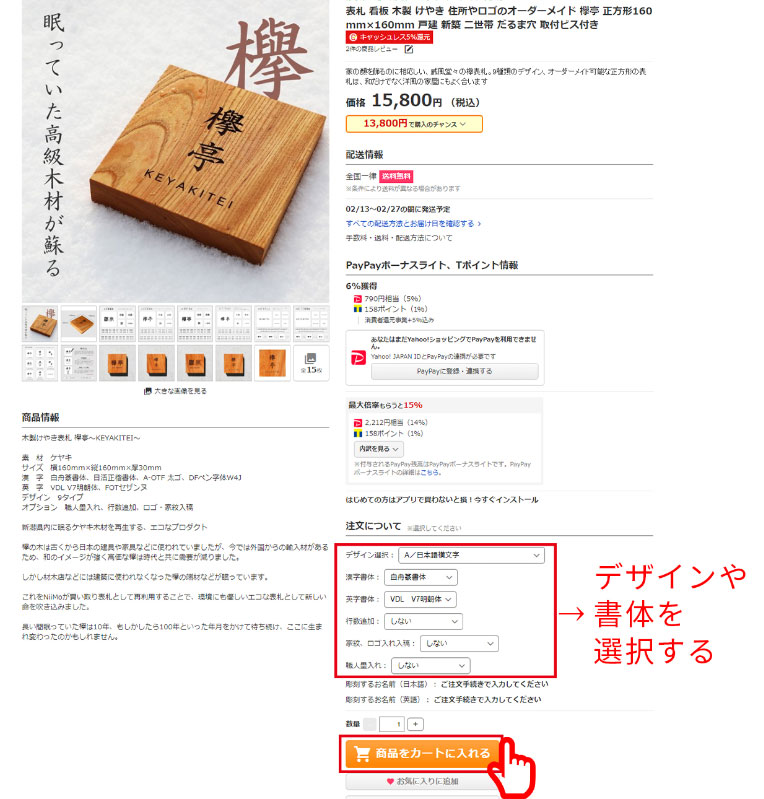 眠っていた高級木材が蘇る
欅
欅亭
KEYAKITEI
全15枚
大きな画像を見る
商品情報
木製けやき表札 欅亭～KEYAKITEI～
素　材　ケヤキ
サイズ　横160mm×縦160mm×厚30mm
漢　字　白舟篆書体、日活正楷書体、A-OTF 太ゴ、DFペン字体W4J
英　字　VDL V7明朝体、FOTセザンヌ
デザイン　9タイプ
オプション　職人墨入れ、行数追加、ロゴ・家紋入稿
新潟県内に眠るケヤキ木材を再生する、エコなプロダクト
欅の木は古くから日本の建具や家具などに使われていましたが、今では外国からの輸入材がある
ため、和のイメージが強く高価な欅は時代と共に需要が減りました。
しかし材木店などには建築に使われなくなった欅の端材などが眠っています。
これをNiiMoが買い取り表札として再利用することで、環境にも優しいエコな表札として新しい
命を吹き込みました。
長い間眠っていた欅は10年、もしかしたら100年といった年月をかけて待ち続け、ここに生ま
れ変わったのかもしれません。
表札 看板 木製 けやき 住所やロゴのオーダーメイド 欅亭 正方形160
mm×160mm 戸建 新築 二世帯 だるま穴 取付ビス付き
キャッシュレス5%還元
2件の商品レビュー
家の顔を飾るのに相応しい、威風堂々の欅表札。9種類のデザイン、オーダーメイド可能な正方形の表
札は、和だけでなく洋風の家屋にもよく合います
価格 15,800円 （税込）
13,800円で購入のチャンス
配送情報
全国一律 送料無料
※条件により送料が異なる場合があります
02/13～02/27の間に発送予定
すべての配送方法とお届け日を確認する
手数料・送料・配送方法について
PayPayボーナスライト、Tポイント情報
6%獲得
790円相当（5%）
158ポイント（1%）
消費者還元事業+5%込み
あなたはまだYahoo!ショッピングでPayPayを利用できませ
ん。
Yahoo! JAPAN IDとPayPayの連携が必要です
PayPayに登録・連携する
最大倍率もらうと15%
2,212円相当（14%）
158ポイント（1%）
内訳を見る
※付与されるPayPay残高はPayPayボーナスライトです。PayPay
ボーナスライトの詳細はこちら。
はじめての方はアプリで買わないと損！今すぐインストール
注文について ※選択してください
デザイン選択： A／日本語横文字
漢字書体： 白舟篆書体
英字書体： VDL　V7明朝体
行数追加： しない
家紋、ロゴ入れ入稿： しない
職人墨入れ： しない
→ デザインや
書体を
選択する
彫刻するお名前（日本語）： ご注文手続きで入力してください
彫刻するお名前（英語）： ご注文手続きで入力してください
数量 1 +
商品をカートに入れる
お気に入りに追加